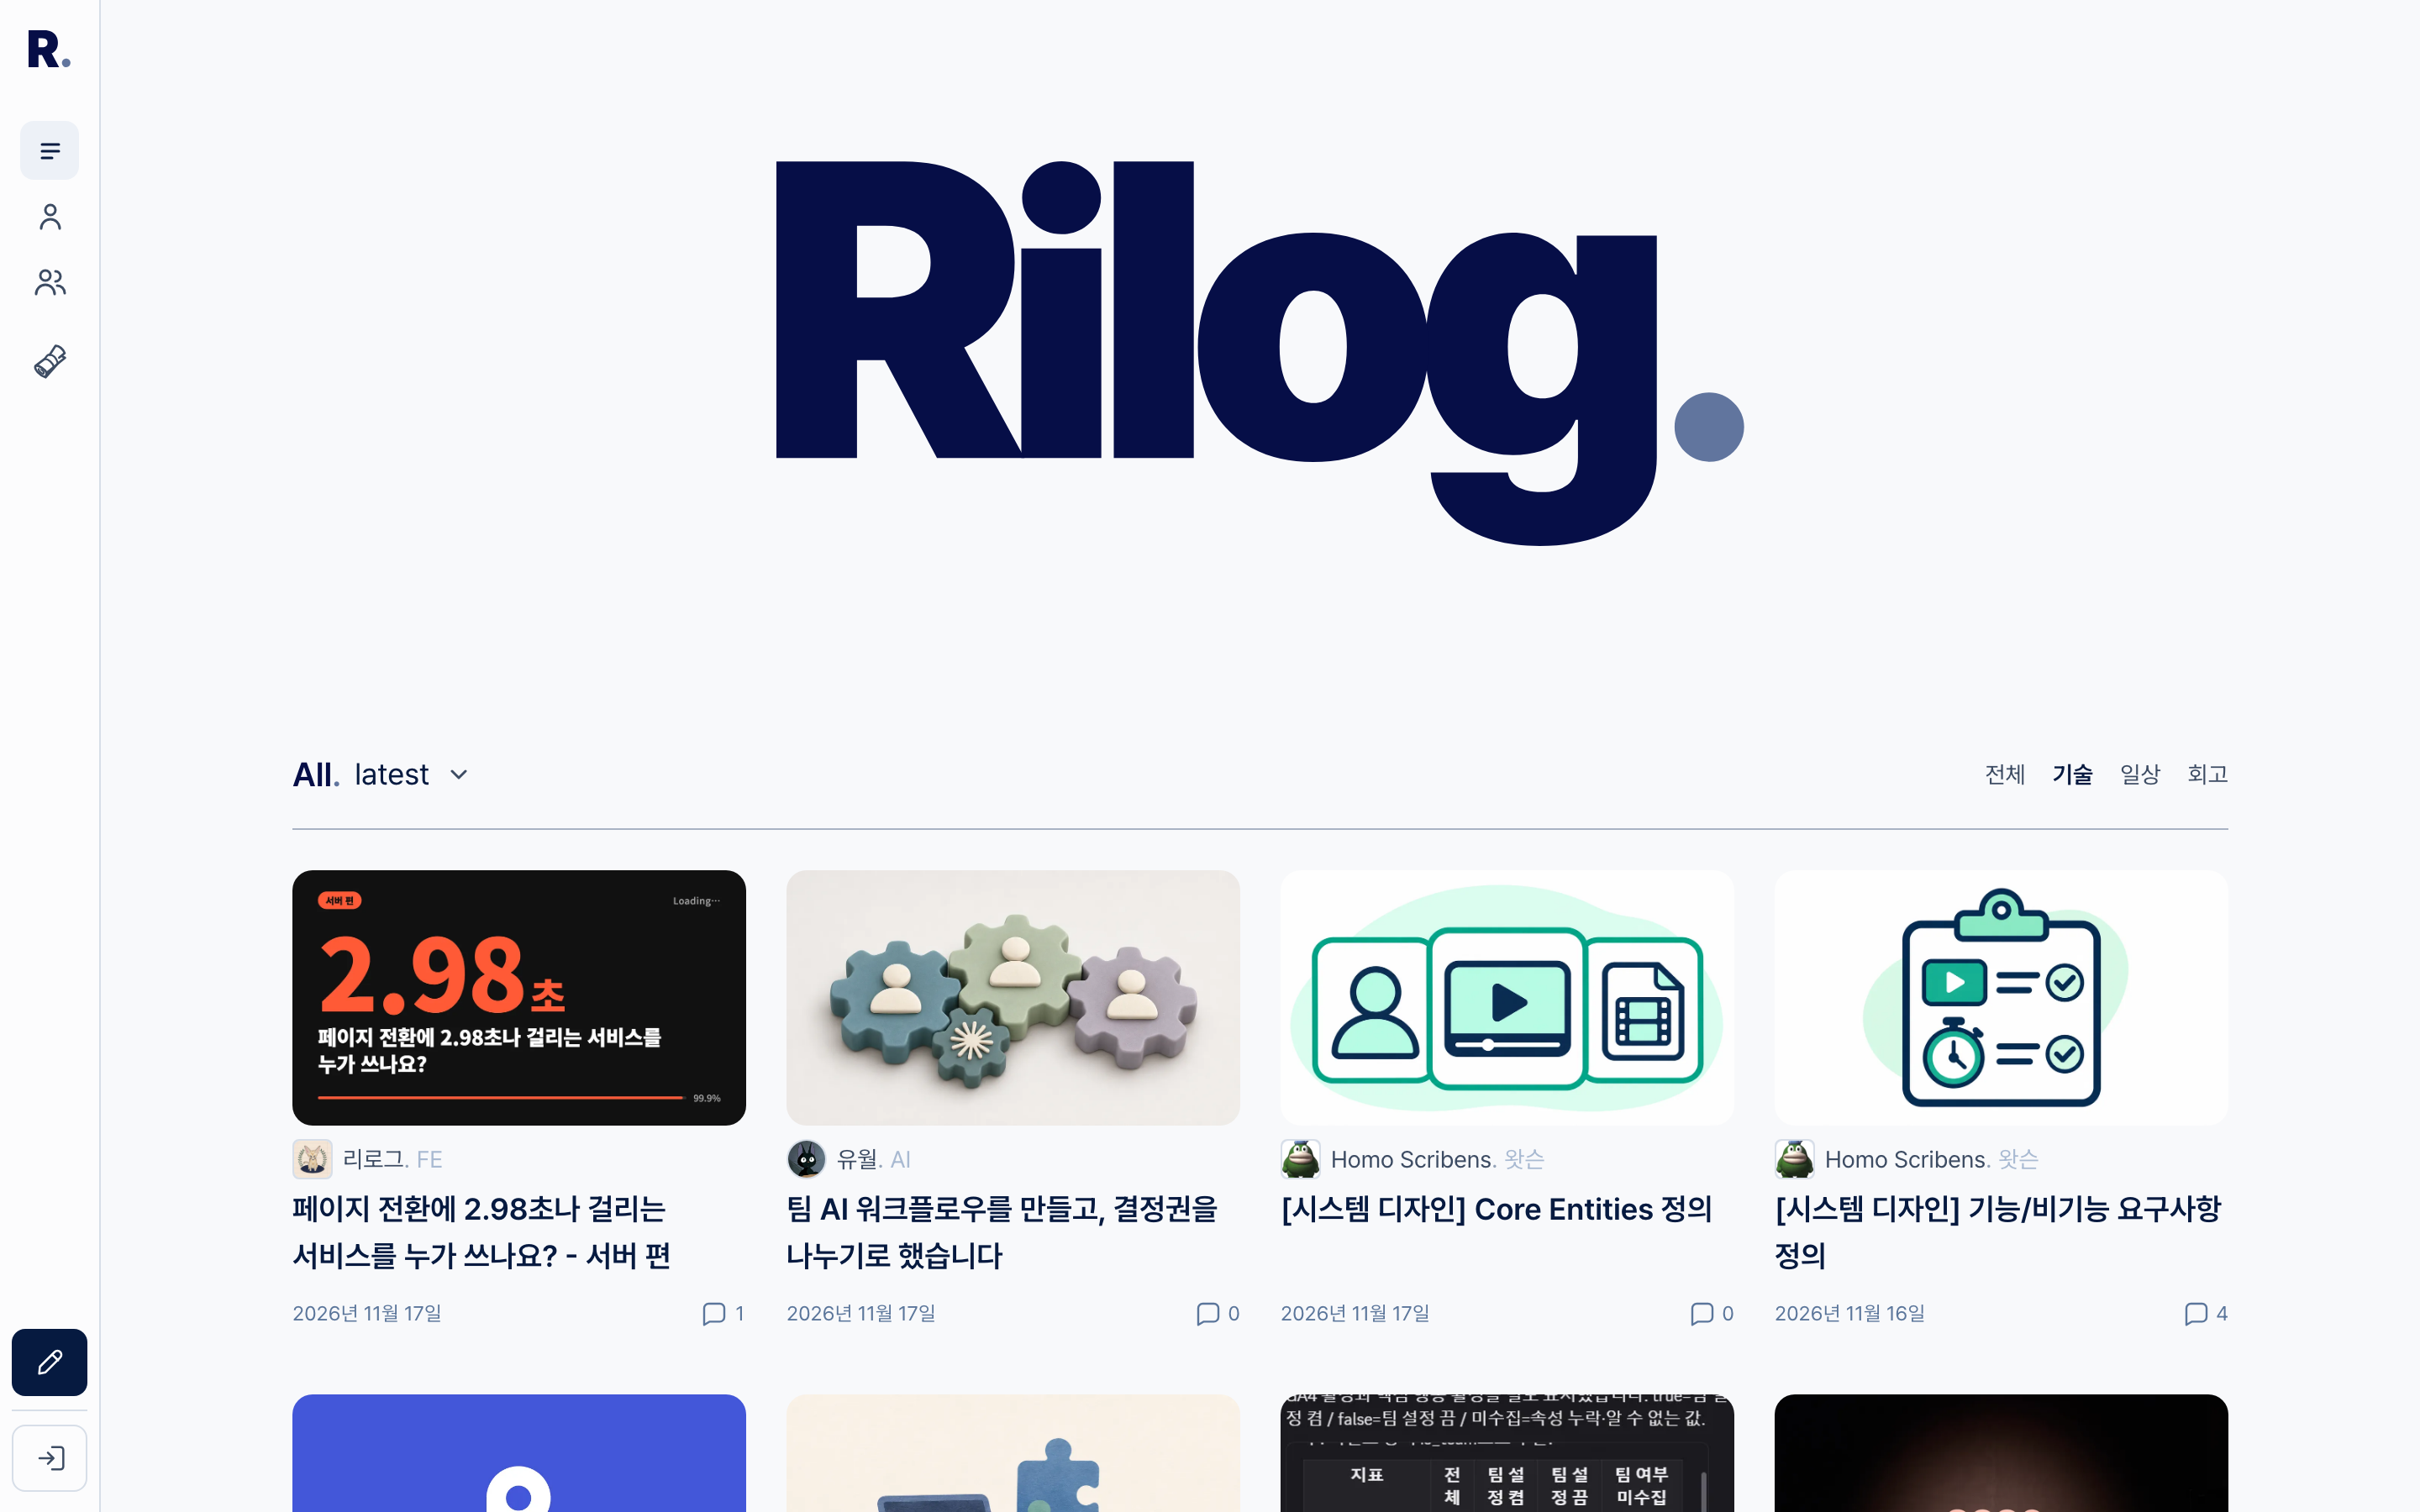 R.
Rilog.
All. latest
전체 기술 일상 회고
서버 편
Loading···
2.98초
페이지 전환에 2.98초나 걸리는 서비스를
누가 쓰나요?
99.9%
리로그. FE
페이지 전환에 2.98초나 걸리는
서비스를 누가 쓰나요? - 서버 편
2026년 11월 17일
1
유월. AI
팀 AI 워크플로우를 만들고, 결정권을
나누기로 했습니다
2026년 11월 17일
0
Homo Scribens. 왓슨
[시스템 디자인] Core Entities 정의
2026년 11월 17일
0
Homo Scribens. 왓슨
[시스템 디자인] 기능/비기능 요구사항
정의
2026년 11월 16일
4
정 켬 / false=팀 설정 끔 / 미수집=속성 누락·알 수 없는 값.
지표
전
체
팀 설
정 켬
팀 설
정 끔
팀 여부
미수집